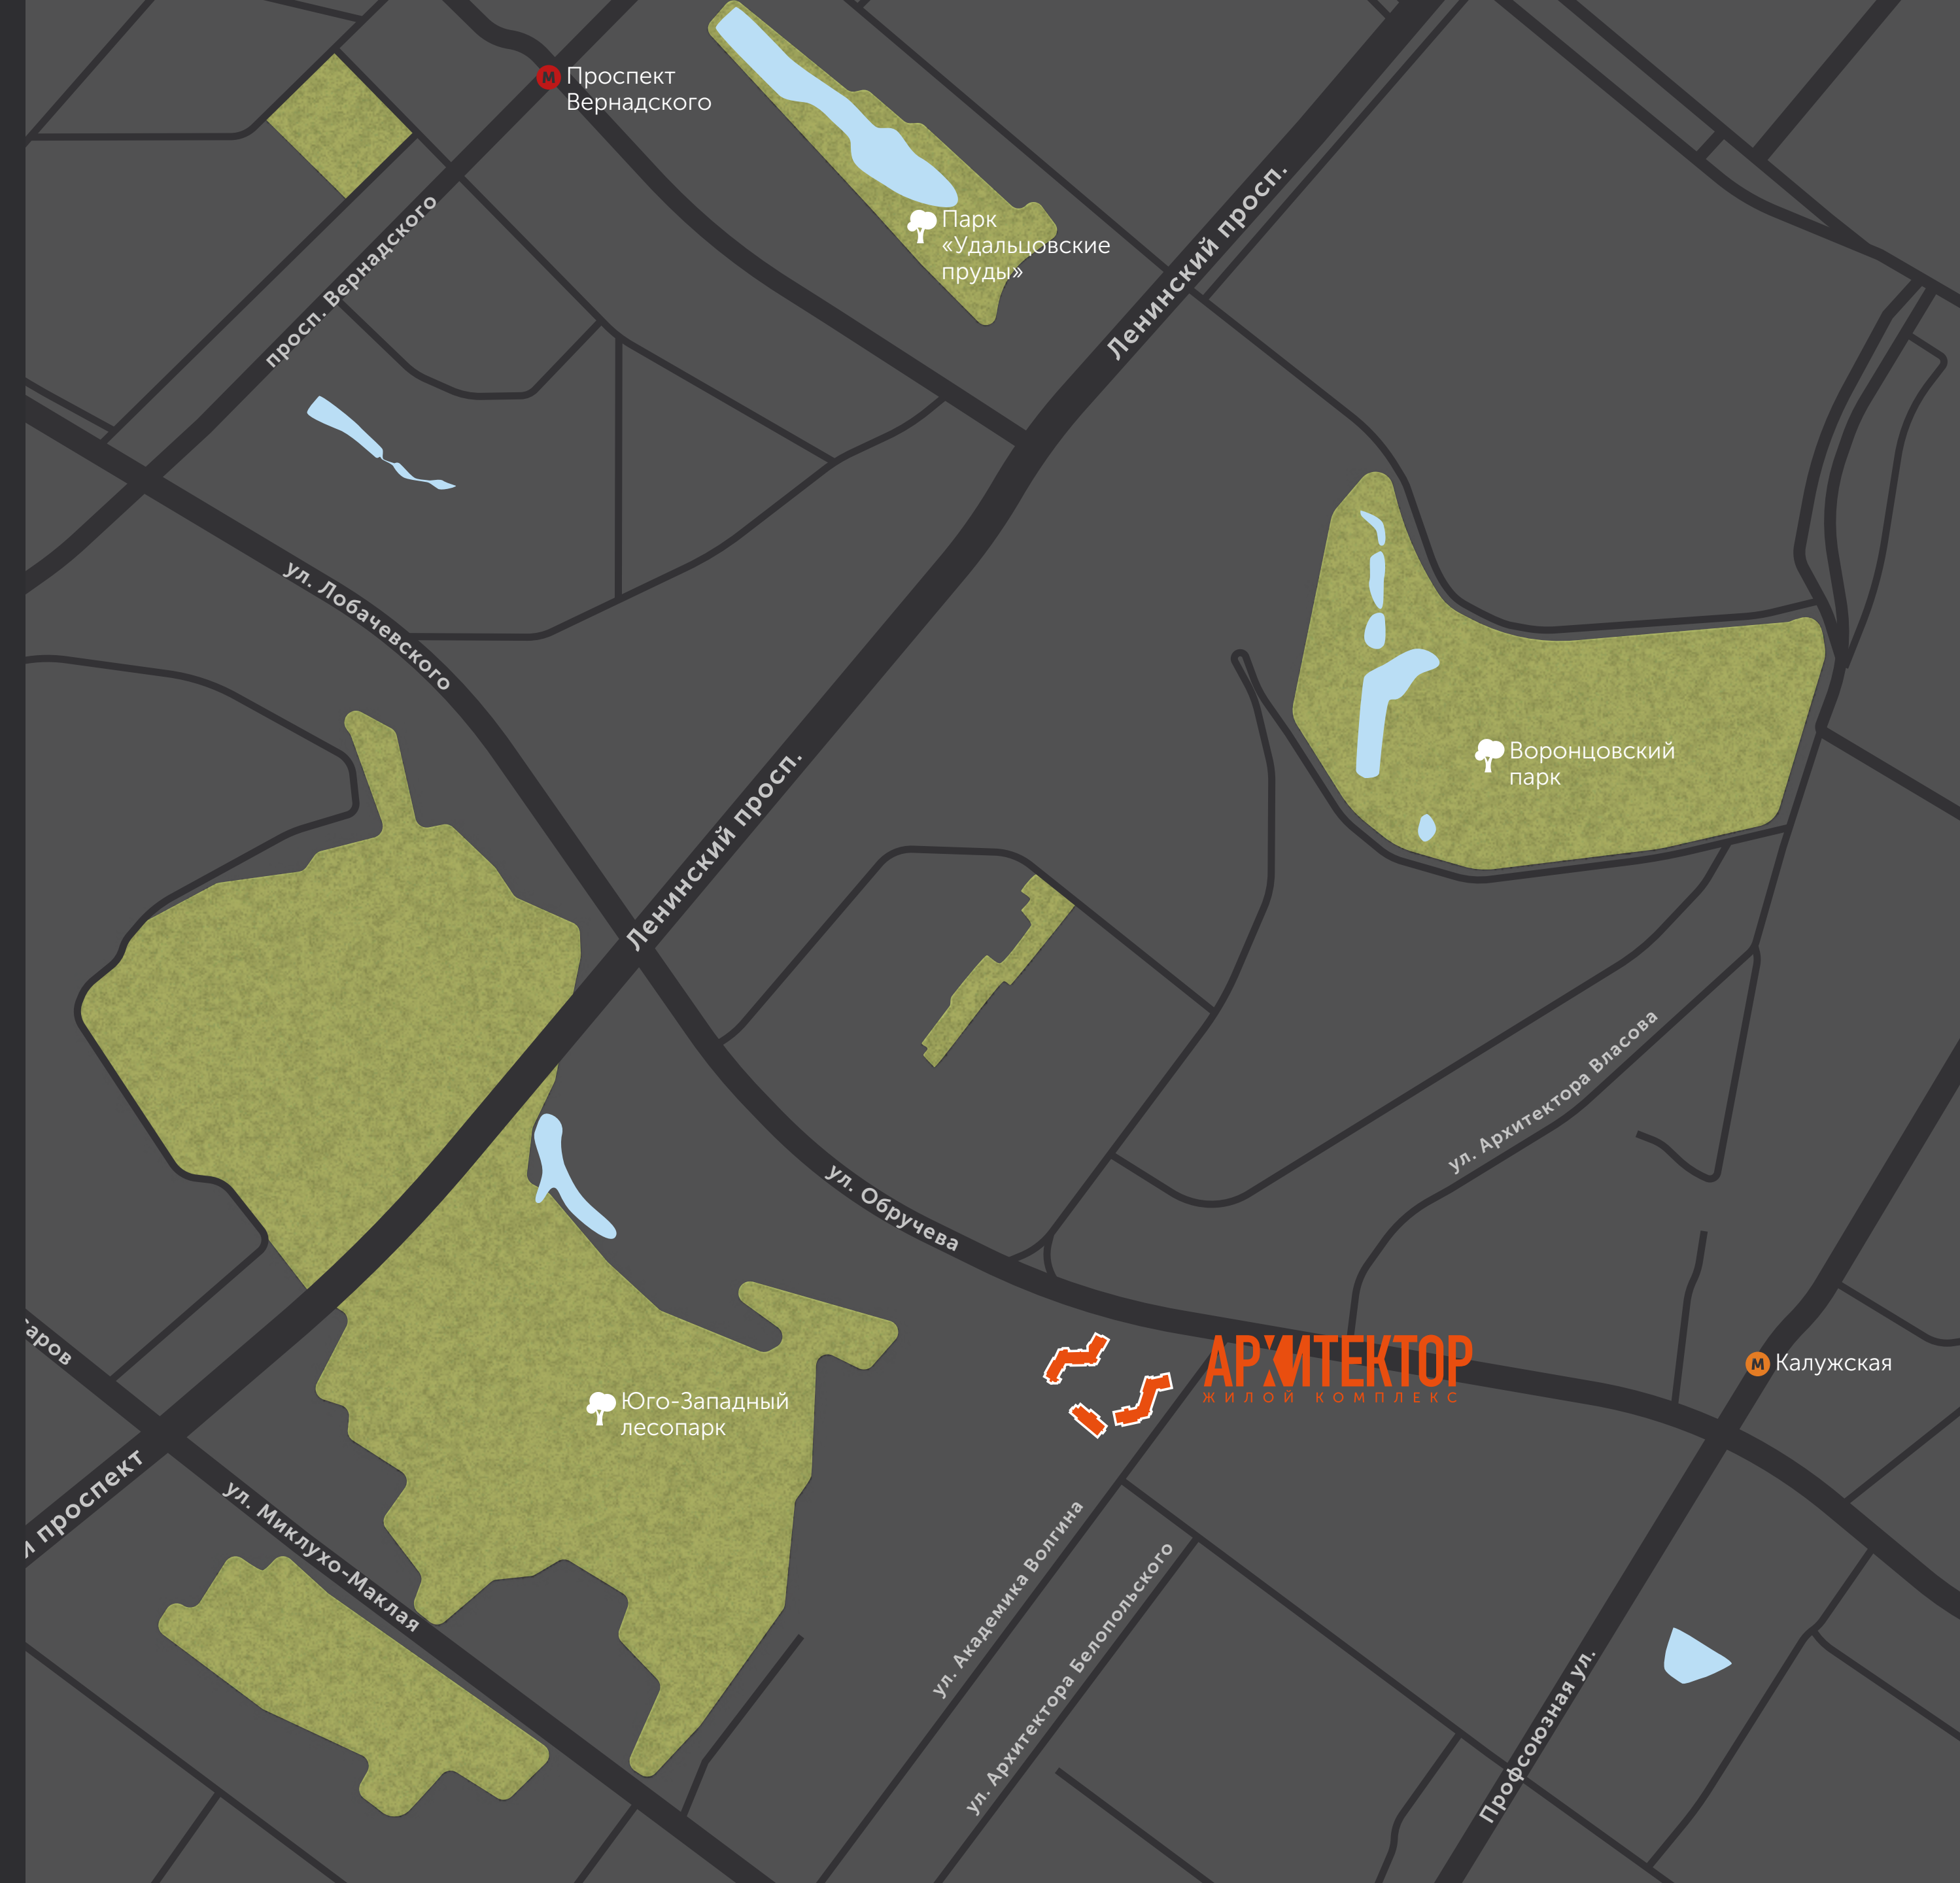 Проспект
Вернадского
Парк
«Удальцовские
пруды»
Ленинский просп.
просп. Вернадского
ул. Лобачевского
Воронцовский
парк
Ленинский просп.
ул. Архитектора Власова
ул. Обручева
аров
АРХИТЕКТОР
ЖИЛОЙ КОМПЛЕКС
Калужская
Юго-Западный
лесопарк
й проспект
ул. Миклухо-Маклая
ул. Академика Волгина
ул. Архитектора Белопольского
Профсоюзная ул.